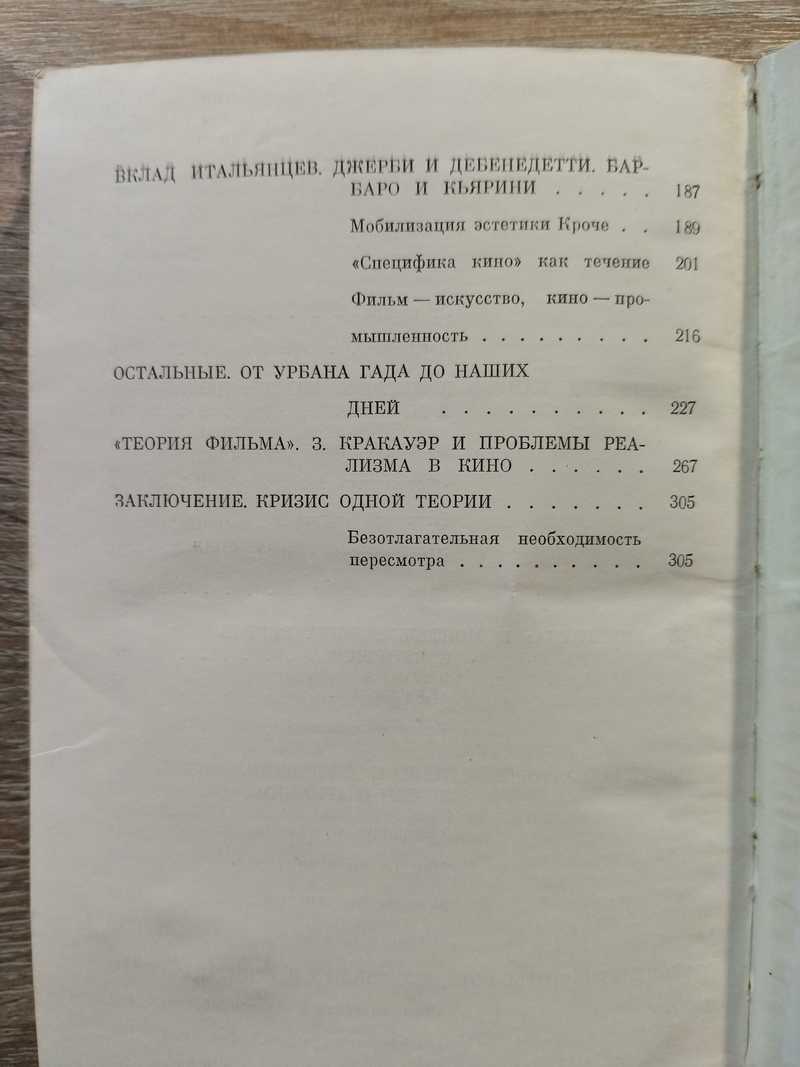 ВКЛАД ИТАЛЬЯНЦЕВ. ДЖЕРБИ И ДЕБЕНЕДЕТТИ. БАР-
БАРО И КЬЯРИНИ . . . . . 187
Мобилизация эстетики Кроче . . 189
«Специфика кино» как течение 201
Фильм — искусство, кино — про-
мышленность . . . . . . . . . 216
ОСТАЛЬНЫЕ. ОТ УРБАНА ГАДА ДО НАШИХ
ДНЕЙ . . . . . . . . . . 227
«ТЕОРИЯ ФИЛЬМА». З. КРАКАУЭР И ПРОБЛЕМЫ РЕА-
ЛИЗМА В КИНО . . . . . . 267
ЗАКЛЮЧЕНИЕ. КРИЗИС ОДНОЙ ТЕОРИИ . . . . . . . 305
Безотлагательная необходимость
пересмотра . . . . . . . . . . 305